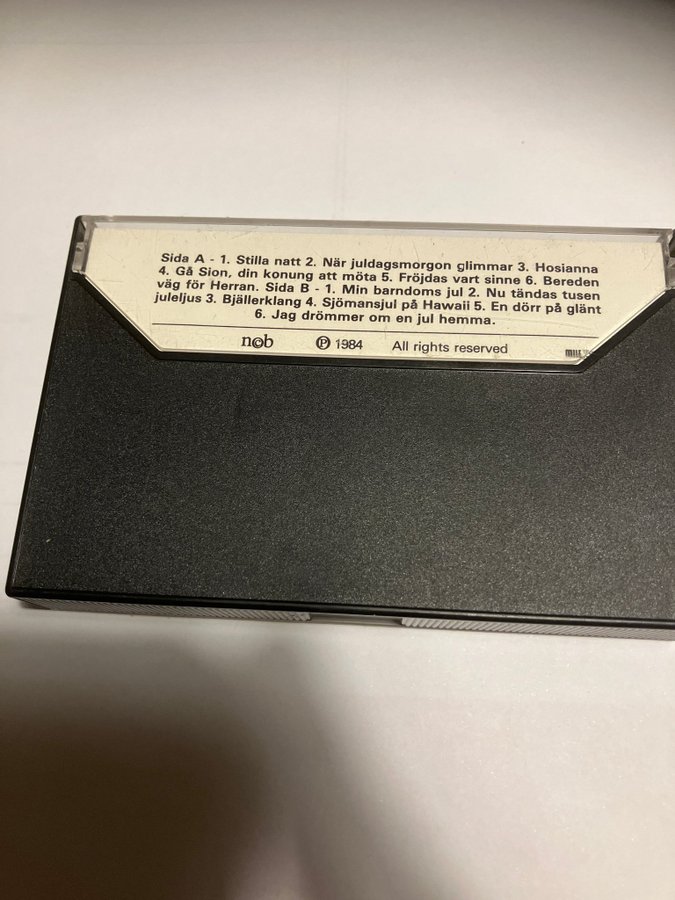 Sida A - 1. Stilla natt 2. När juldagsmorgon glimmar 3. Hosianna
4. Gå Sion, din konung att möta 5. Fröjdas vart sinne 6. Bereden
väg för Herran. Sida B - 1. Min barndoms jul 2. Nu tändas tusen
juleljus 3. Bjällerklang 4. Sjömansjul på Hawaii 5. En dörr på glänt
6. Jag drömmer om en jul hemma.
ncb ℗ 1984 All rights reserved